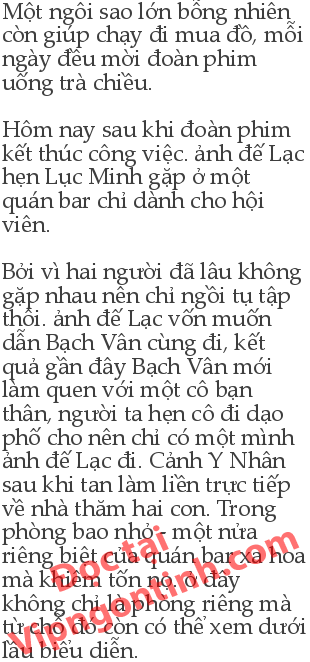 Một ngôi sao lớn bỗng nhiên
còn giúp chạy đi mua đồ, mỗi
ngày đều mời đoàn phim
uống trà chiều.
Hôm nay sau khi đoàn phim
kết thúc công việc. ảnh đế Lạc
hẹn Lục Minh gặp ở một
quán bar chỉ dành cho hội
viên.
Bởi vì hai người đã lâu không
gặp nhau nên chỉ ngồi tụ tập
thôi. ảnh đế Lạc vốn muốn
dẫn Bạch Vân cùng đi, kết
quả gần đây Bạch Vân mới
làm quen với một cô bạn
thân, người ta hẹn cô đi dạo
phố cho nên chỉ có một mình
ảnh đế Lạc đi. Cảnh Y Nhân
sau khi tan làm liền trực tiếp
về nhà thăm hai con. Trong
phòng bao nhỏ - một nửa
riêng biệt của quán bar xa hoa
mà khiêm tốn nọ, ở đây
không chỉ là phòng riêng mà
từ chỗ đó còn có thể xem dưới
lầu biểu diễn.
Đọc tại
Vipngontinh.com